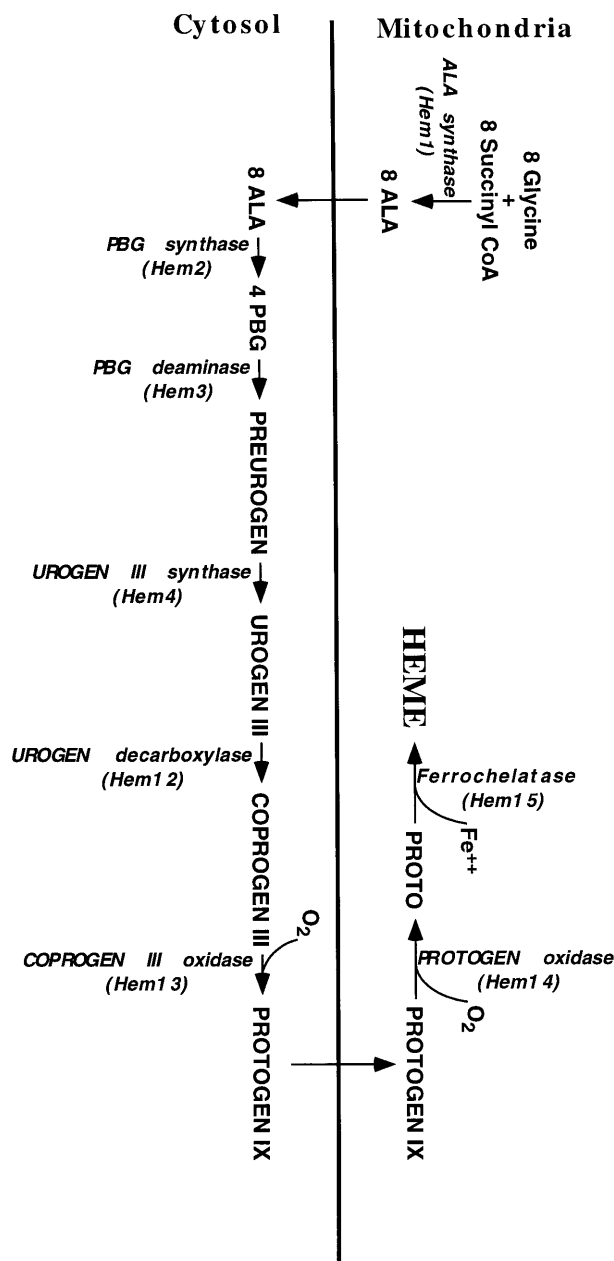 Cytosol
Mitochondria
8 Glycine
+
8 Succinyl CoA
ALA synthase
(Hem1)
8 ALA
8 ALA
PBG synthase
(Hem2)
4 PBG
PBG deaminase
(Hem3)
PREUROGEN
UROGEN III synthase
(Hem4)
UROGEN III
UROGEN decarboxylase
(Hem12)
COPROGEN III
O2
COPROGEN III oxidase
(Hem13)
PROTOGEN IX
PROTOGEN IX
O2
PROTOGEN oxidase
(Hem14)
PROTO
Fe++
Ferrochelatase
(Hem15)
HEME